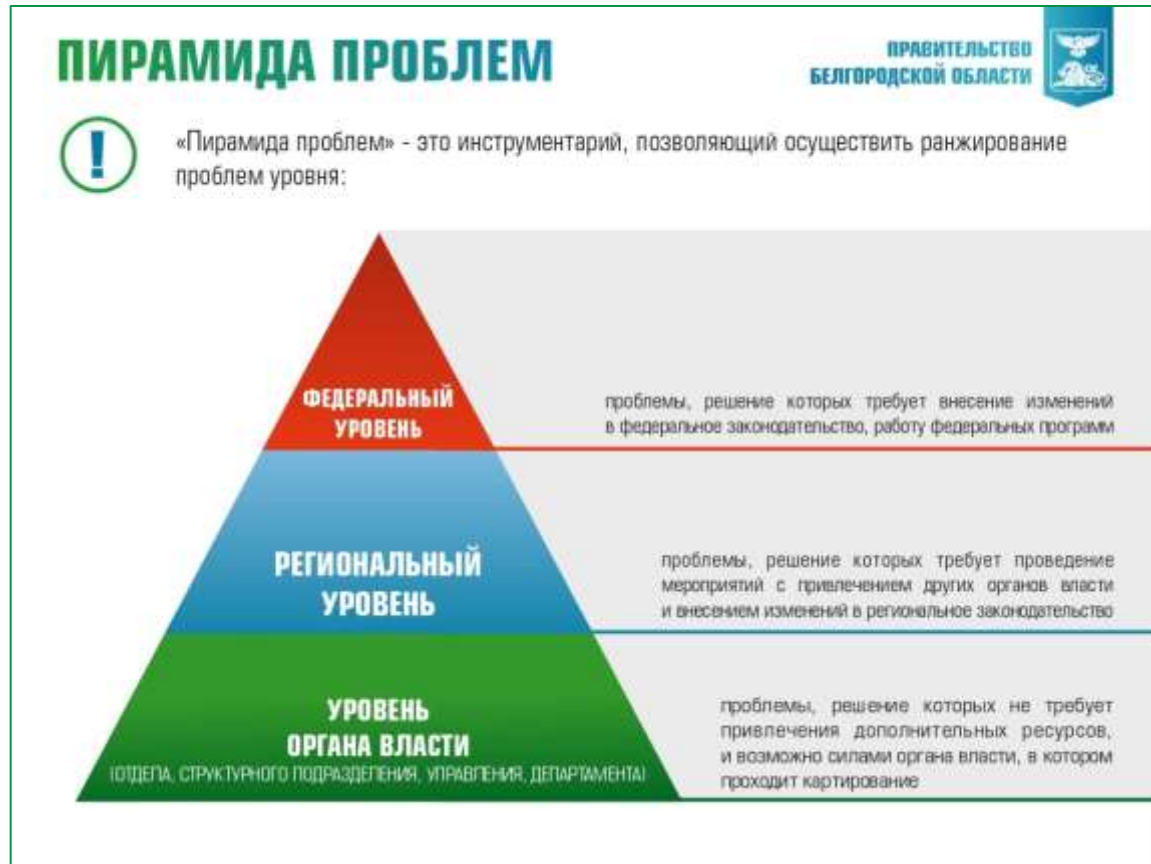 ПИРАМИДА ПРОБЛЕМ
ПРАВИТЕЛЬСТВО
БЕЛГОРОДСКОЙ ОБЛАСТИ
!
«Пирамида проблем» - это инструментарий, позволяющий осуществить ранжирование
проблем уровня:
ФЕДЕРАЛЬНЫЙ
УРОВЕНЬ
проблемы, решение которых требует внесение изменений
в федеральное законодательство, работу федеральных программ
РЕГИОНАЛЬНЫЙ
УРОВЕНЬ
проблемы, решение которых требует проведение
мероприятий с привлечением других органов власти
и внесением изменений в региональное законодательство
УРОВЕНЬ
ОРГАНА ВЛАСТИ
(ОТДЕЛА, СТРУКТУРНОГО ПОДРАЗДЕЛЕНИЯ, УПРАВЛЕНИЯ, ДЕПАРТАМЕНТА)
проблемы, решение которых не требует
привлечения дополнительных ресурсов,
и возможно силами органа власти, в котором
проходит картирование